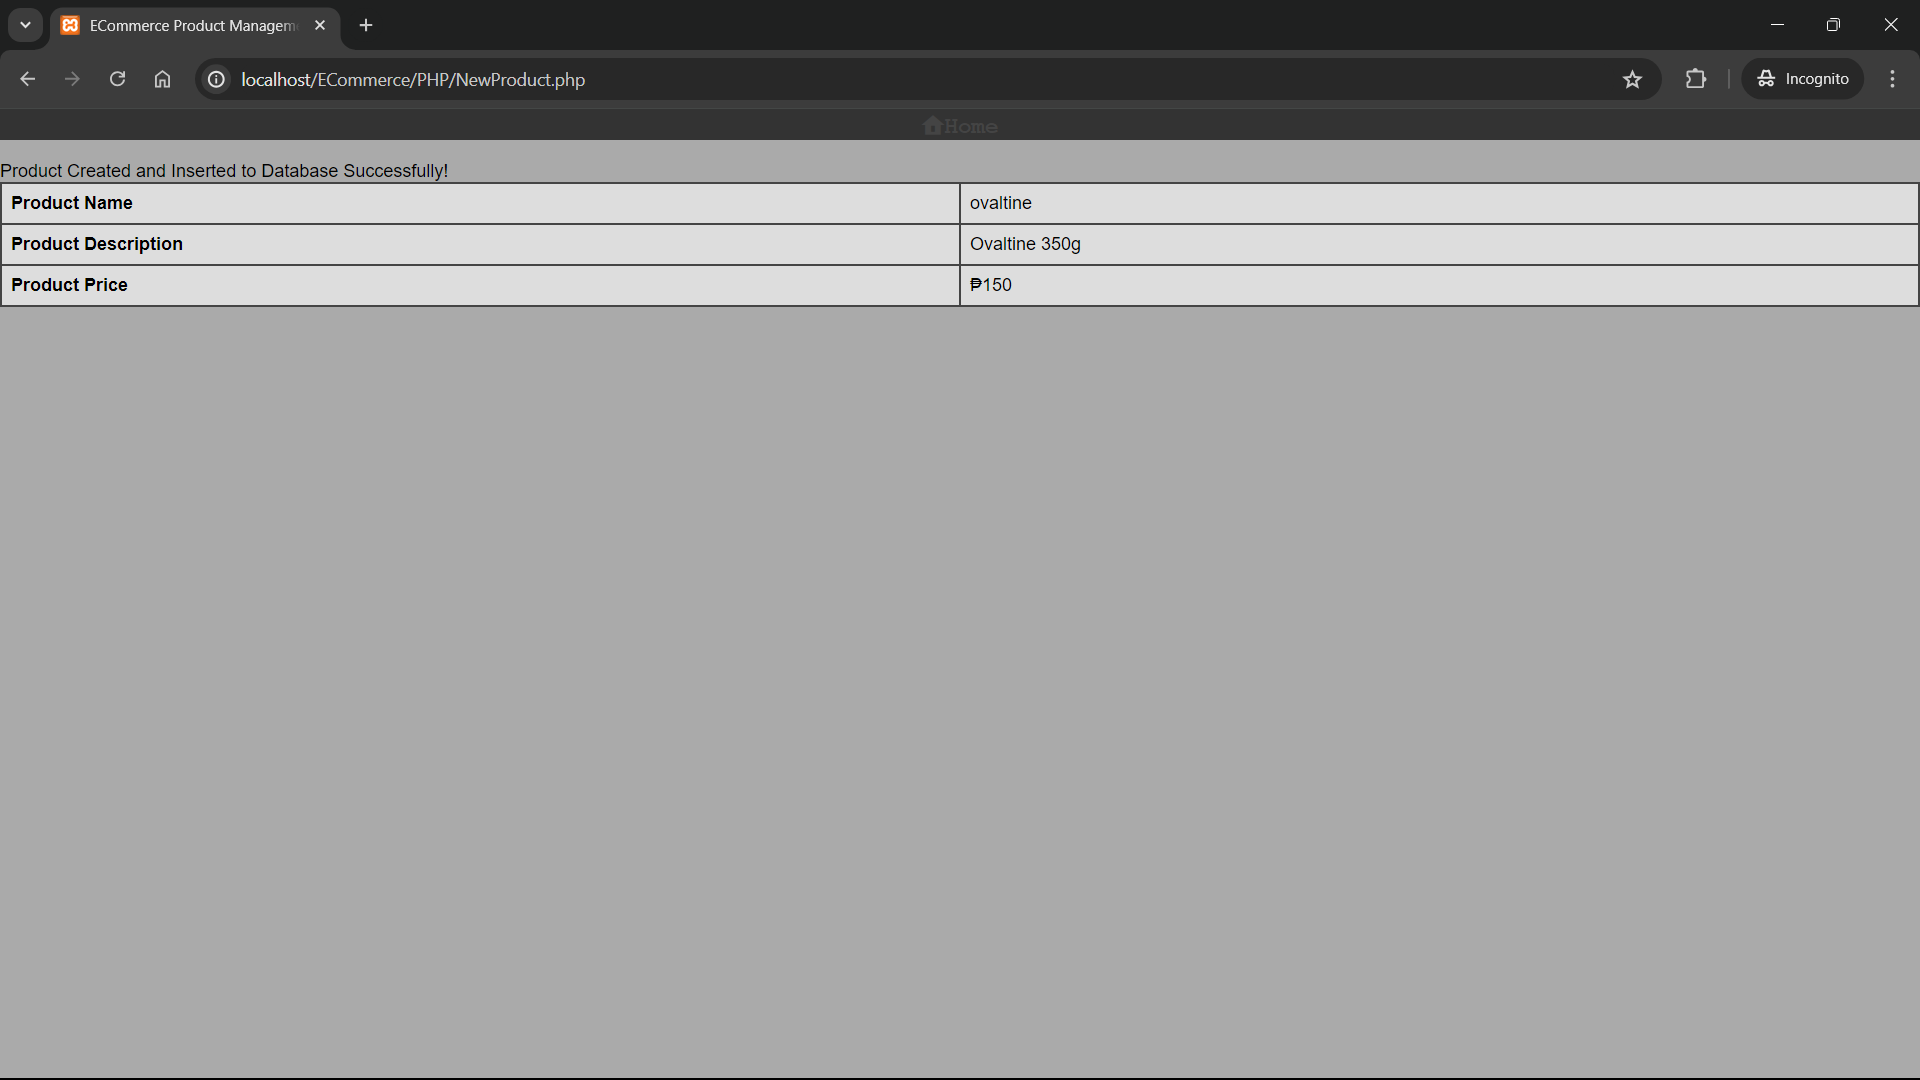 ECommerce Product Managem
localhost/ECommerce/PHP/NewProduct.php
Incognito
Home
Product Created and Inserted to Database Successfully!
Product Name ovaltine
Product Description Ovaltine 350g
Product Price ₱150